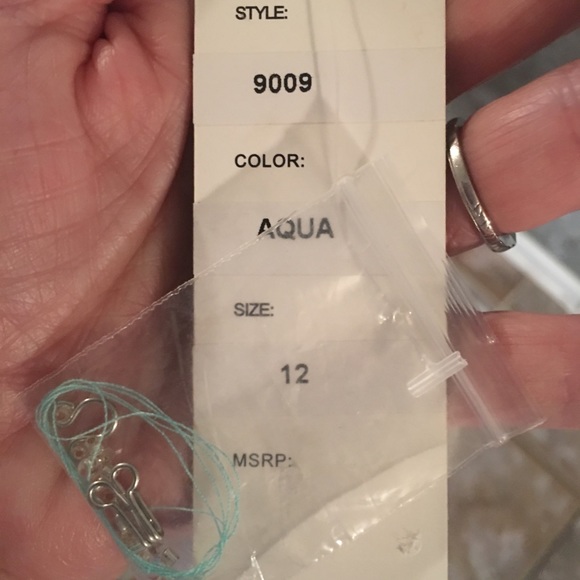 STYLE:
9009
COLOR:
AQUA
SIZE:
12
MSRP: